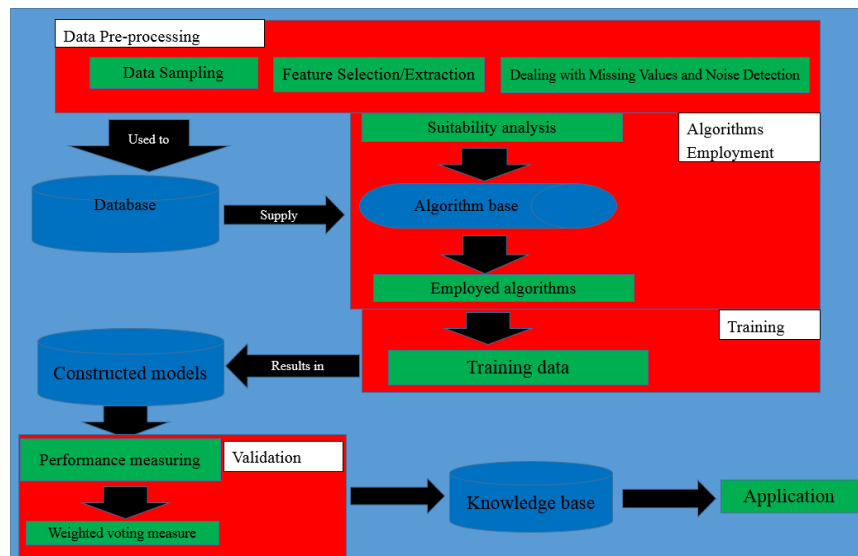 Data Pre-processing
Data Sampling
Feature Selection/Extraction
Dealing with Missing Values and Noise Detection
Used to
Suitability analysis
Algorithms
Employment
Database
Supply
Algorithm base
Employed algorithms
Training
Constructed models
Results in
Training data
Performance measuring
Validation
Weighted voting measure
Knowledge base
Application